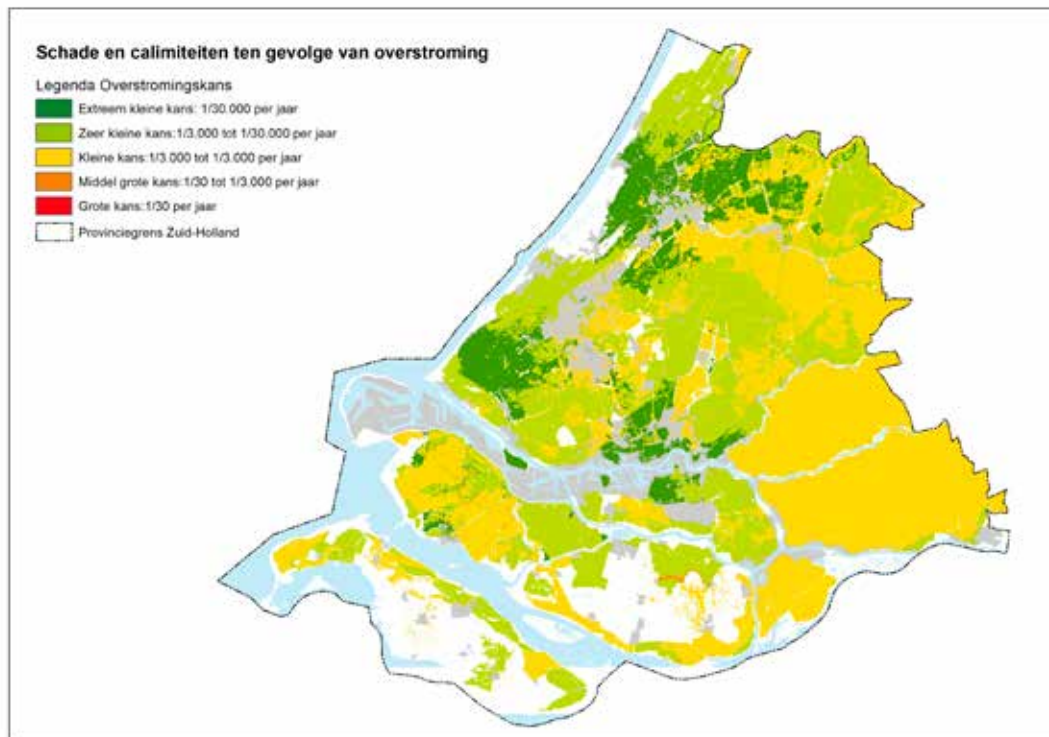 Schade en calimiteiten ten gevolge van overstroming
Legenda Overstromingskans
Extreem kleine kans: 1/30.000 per jaar
Zeer kleine kans:1/3.000 tot 1/30.000 per jaar
Kleine kans:1/3.000 tot 1/3.000 per jaar
Middel grote kans:1/30 tot 1/3.000 per jaar
Grote kans:1/30 per jaar
Provinciegrens Zuid-Holland